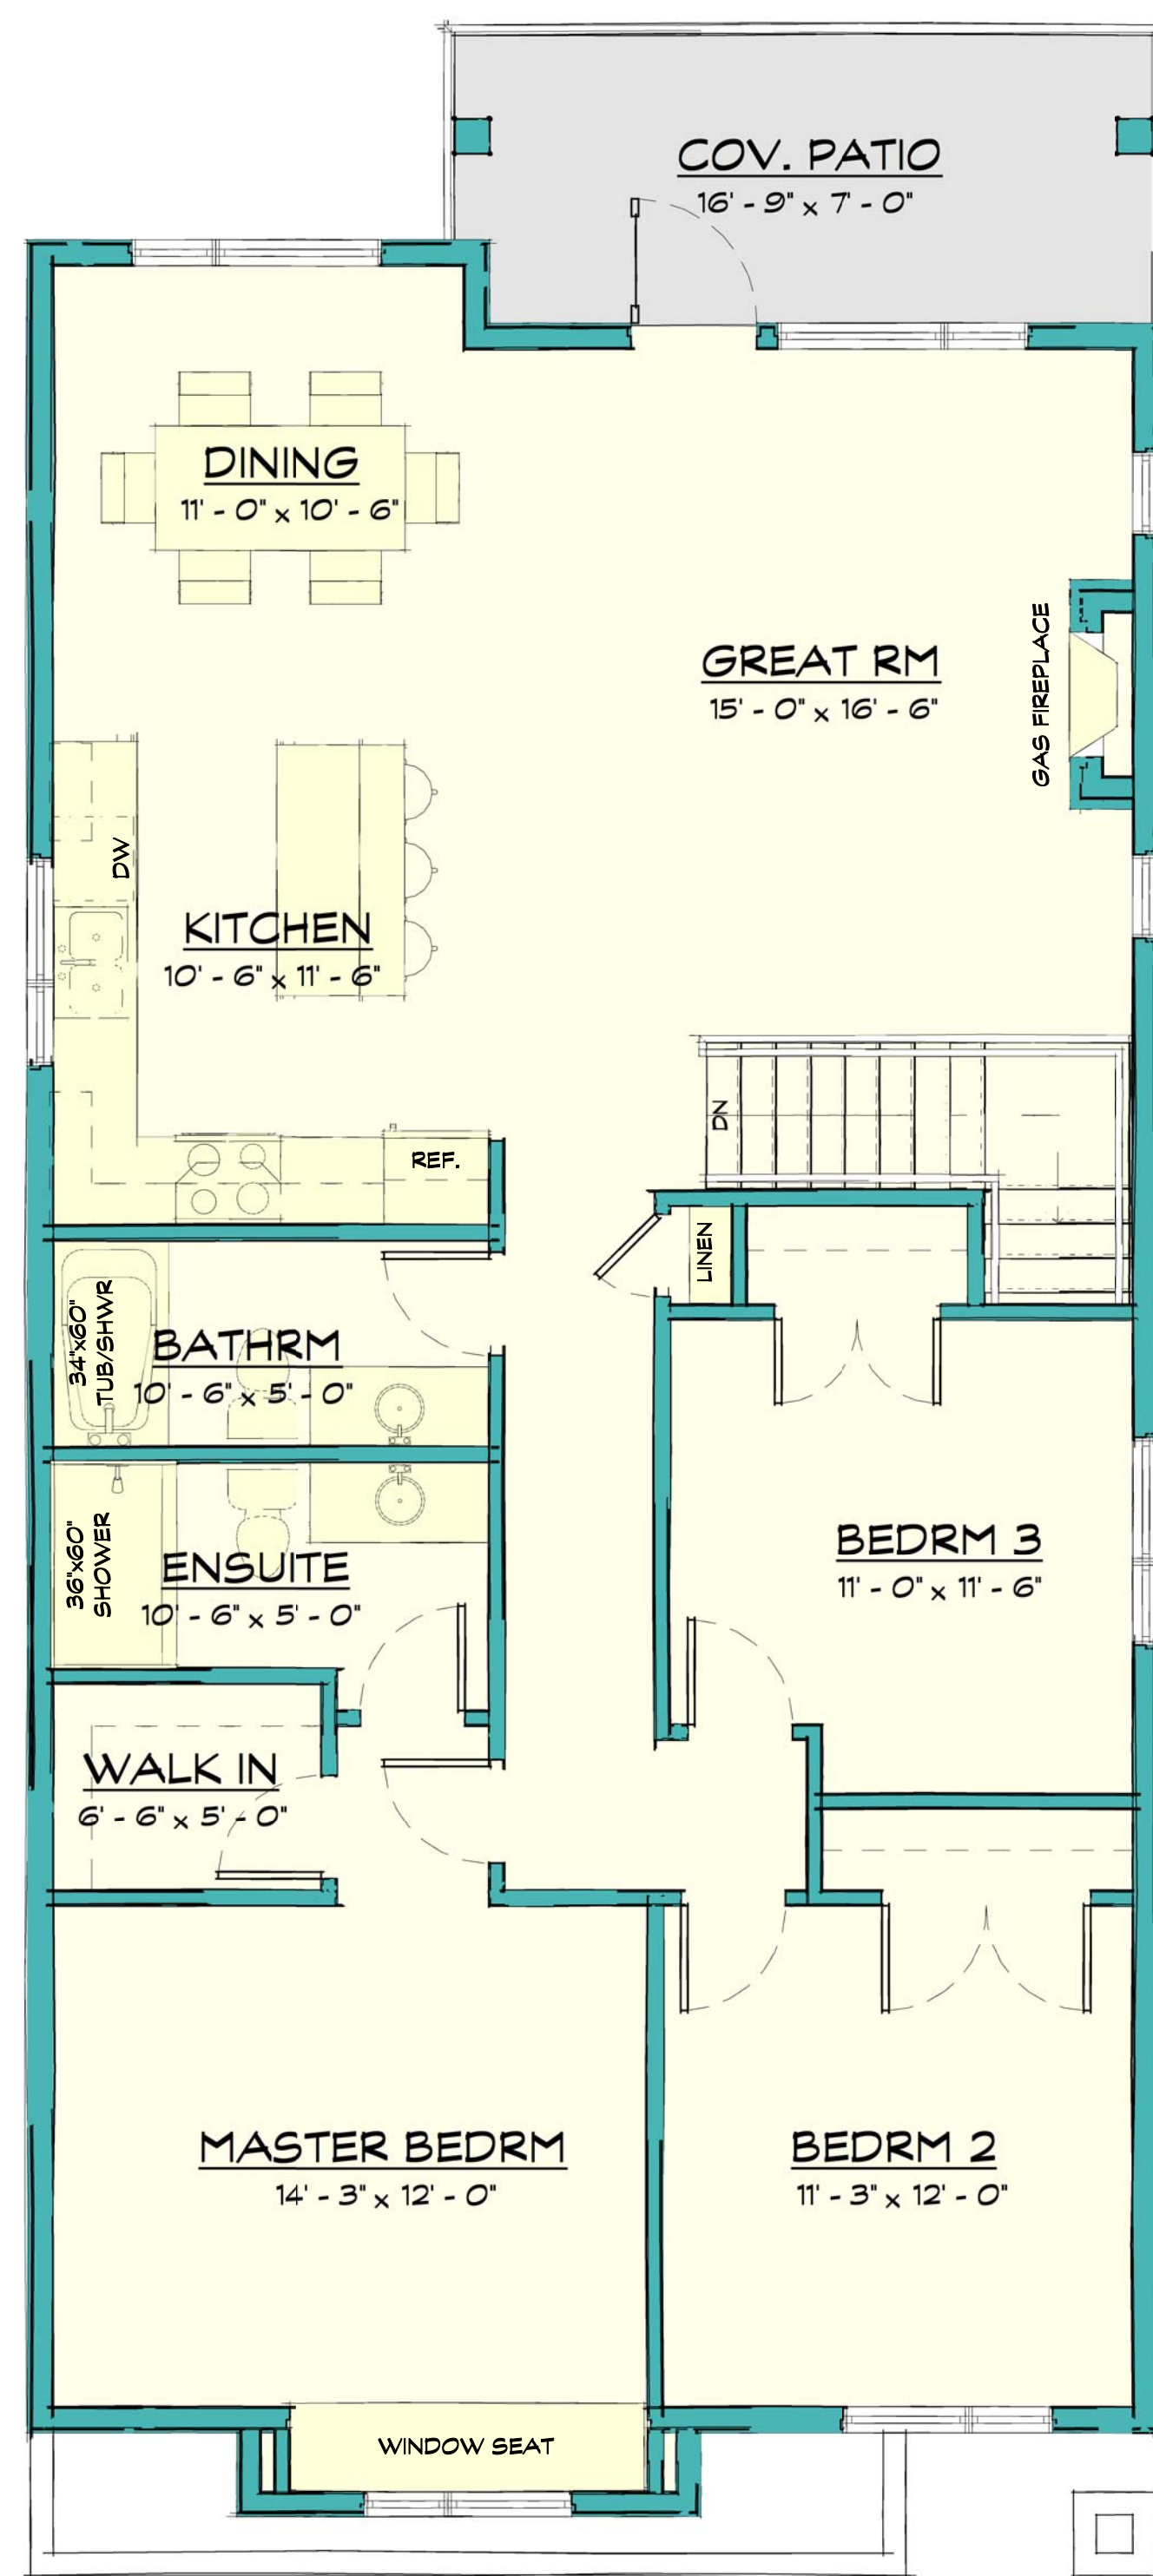 COV. PATIO
16' - 9" x 7' - 0"
DINING
11' - 0" x 10' - 6"
GREAT RM
15' - 0" x 16' - 6"
GAS FIREPLACE
DW
KITCHEN
10' - 6" x 11' - 6"
DN
REF.
LINEN
34"x60"
TUB/SHWR
BATHRM
10' - 6" x 5' - 0"
36"x60"
SHOWER
ENSUITE
10' - 6" x 5' - 0"
BEDRM 3
11' - 0" x 11' - 6"
WALK IN
6' - 6" x 5' - 0"
MASTER BEDRM
14' - 3" x 12' - 0"
BEDRM 2
11' - 3" x 12' - 0"
WINDOW SEAT